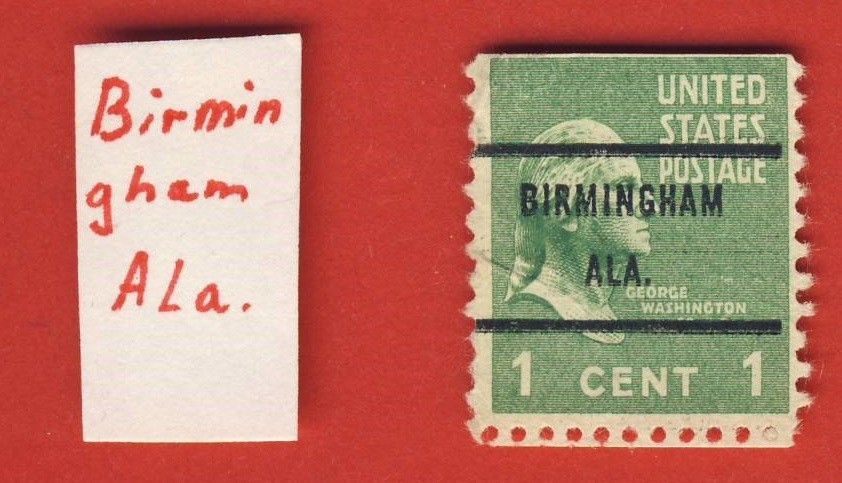 Birmin
gham
ALa.
UNITED
STATES
POSTAGE
BIRMINGHAM
ALA.
GEORGE
WASHINGTON
1 CENT 1